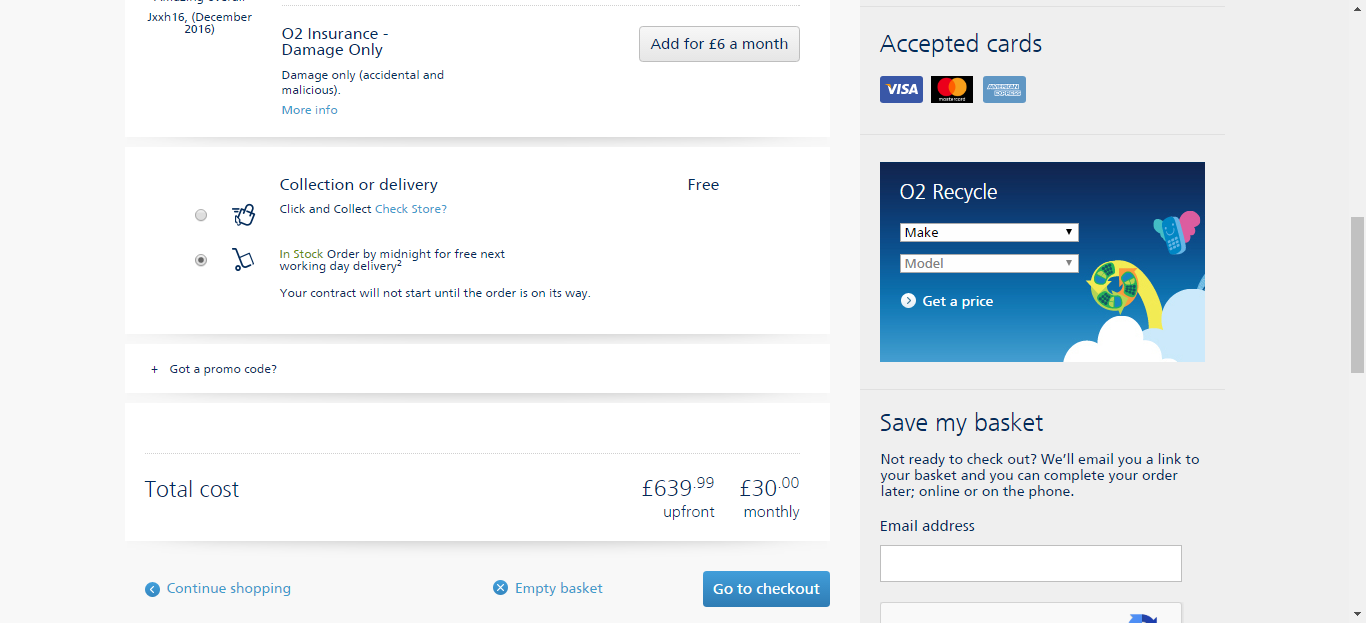 Amazing overall
Jxxh16, (December
2016)
O2 Insurance -
Damage Only
Add for £6 a month
Damage only (accidental and
malicious).
More info
Collection or delivery
Free
Click and Collect Check Store?
In Stock Order by midnight for free next
working day delivery2
Your contract will not start until the order is on its way.
+ Got a promo code?
Total cost
£639.99
£30.00
upfront
monthly
Continue shopping
Empty basket
Go to checkout
Accepted cards
VISA
mastercard
AMERICAN
EXPRESS
O2 Recycle
Make
Model
Get a price
Save my basket
Not ready to check out? We’ll email you a link to
your basket and you can complete your order
later; online or on the phone.
Email address